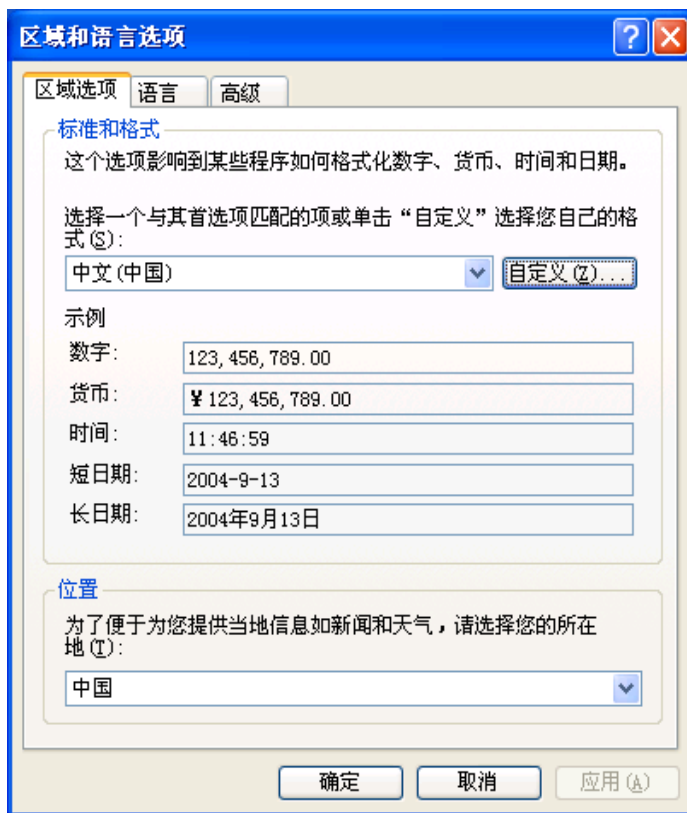 区域和语言选项
区域选项 语言 高级
标准和格式
这个选项影响到某些程序如何格式化数字、货币、时间和日期。
选择一个与其首选项匹配的项或单击“自定义”选择您自己的格
式(S):
中文(中国) 自定义(Z)...
示例
数字: 123,456,789.00
货币: ¥123,456,789.00
时间: 11:46:59
短日期: 2004-9-13
长日期: 2004年9月13日
位置
为了便于为您提供当地信息如新闻和天气，请选择您的所在
地(T):
中国
确定 取消 应用(A)